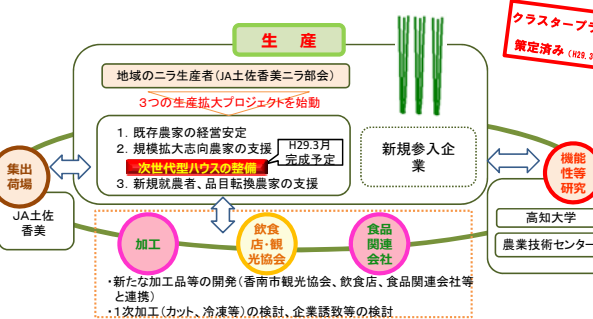 クラスタープラ
策定済み（H29.3
生 産
地域のニラ生産者（JA土佐香美ニラ部会）
3つの生産拡大プロジェクトを始動
1. 既存農家の経営安定
2. 規模拡大志向農家の支援
次世代型ハウスの整備
H29.3月
完成予定
3. 新規就農者、品目転換農家の支援
新規参入企
業
集出
荷場
JA土佐
香美
機能
性等
研究
高知大学
農業技術センター
加工
飲食
店・観
光協会
食品
関連
会社
・新たな加工品等の開発（香南市観光協会、飲食店、食品関連会社等
と連携）
・1次加工（カット、冷凍等）の検討、企業誘致等の検討